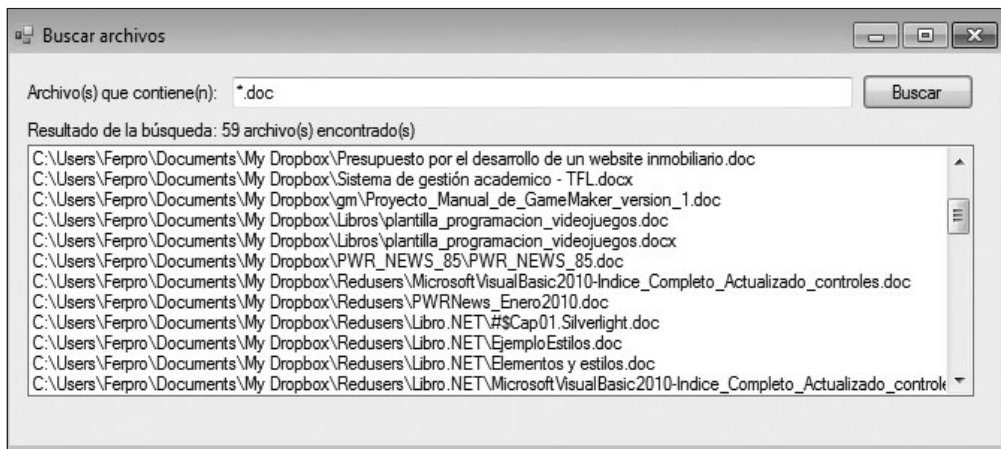 Buscar archivos
Archivo(s) que contiene(n): *.doc Buscar
Resultado de la búsqueda: 59 archivo(s) encontrado(s)
C:\Users\Ferpro\Documents\My Dropbox\Presupuesto por el desarrollo de un website inmobiliario.doc
C:\Users\Ferpro\Documents\My Dropbox\Sistema de gestión academico - TFL.docx
C:\Users\Ferpro\Documents\My Dropbox\gm\Proyecto_Manual_de_GameMaker_version_1.doc
C:\Users\Ferpro\Documents\My Dropbox\Libros\plantilla_programacion_videojuegos.doc
C:\Users\Ferpro\Documents\My Dropbox\Libros\plantilla_programacion_videojuegos.docx
C:\Users\Ferpro\Documents\My Dropbox\PWR_NEWS_85\PWR_NEWS_85.doc
C:\Users\Ferpro\Documents\My Dropbox\Redusers\MicrosoftVisualBasic2010-Indice_Completo_Actualizado_controles.doc
C:\Users\Ferpro\Documents\My Dropbox\Redusers\PWRNews_Enero2010.doc
C:\Users\Ferpro\Documents\My Dropbox\Redusers\Libro.NET\#$Cap01.Silverlight.doc
C:\Users\Ferpro\Documents\My Dropbox\Redusers\Libro.NET\EjemploEstilos.doc
C:\Users\Ferpro\Documents\My Dropbox\Redusers\Libro.NET\Elementos y estilos.doc
C:\Users\Ferpro\Documents\My Dropbox\Redusers\Libro.NET\MicrosoftVisualBasic2010-Indice_Completo_Actualizado_controle